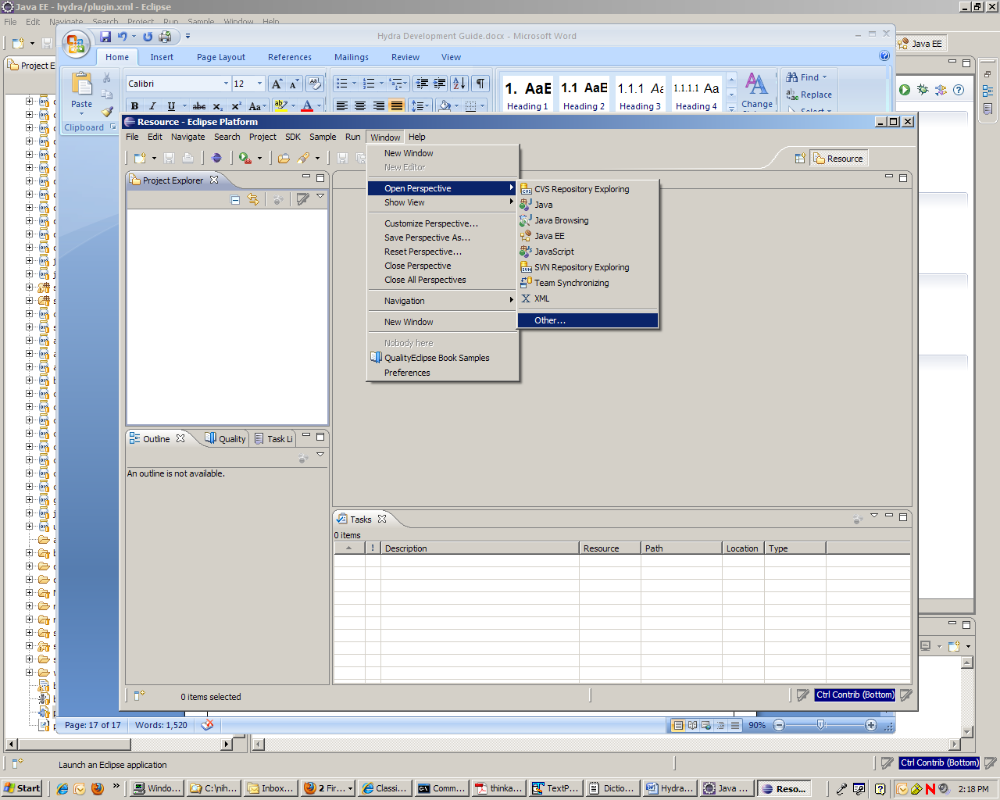 Java EE - hydra/plugin.xml - Eclipse
File Edit Navigate Search Project Run Sample Window Help
Hydra Development Guide.docx - Microsoft Word
Java EE
Home Insert Page Layout References Mailings Review View
Project E
Paste
Clipboard
Calibri 12
B I U abc x₂ x² Aa
1. AaB 1.1 AaB 1.1.1 Aa 1.1.1.1 Aa
Heading 1 Heading 2 Heading 3 Heading 4
Change
Find
Replace
Select
Resource - Eclipse Platform
File Edit Navigate Search Project SDK Sample Run Window Help
Resource
Project Explorer
New Window
New Editor
Open Perspective
Show View
Customize Perspective...
Save Perspective As...
Reset Perspective...
Close Perspective
Close All Perspectives
Navigation
New Window
Nobody here
QualityEclipse Book Samples
Preferences
CVS Repository Exploring
Java
Java Browsing
Java EE
JavaScript
SVN Repository Exploring
Team Synchronizing
XML
Other...
Outline Quality Task Li
An outline is not available.
Tasks
0 items
! Description Resource Path Location Type
0 items selected
Ctrl Contrib (Bottom)
Page: 17 of 17 Words: 1,520 90%
Launch an Eclipse application
Ctrl Contrib (Bottom)
Start Windo... C:\nih... Inbox... 2 Fir... Classi... Comm... thinka... TextP... Dictio... Hydra... Java ... Reso... 2:18 PM